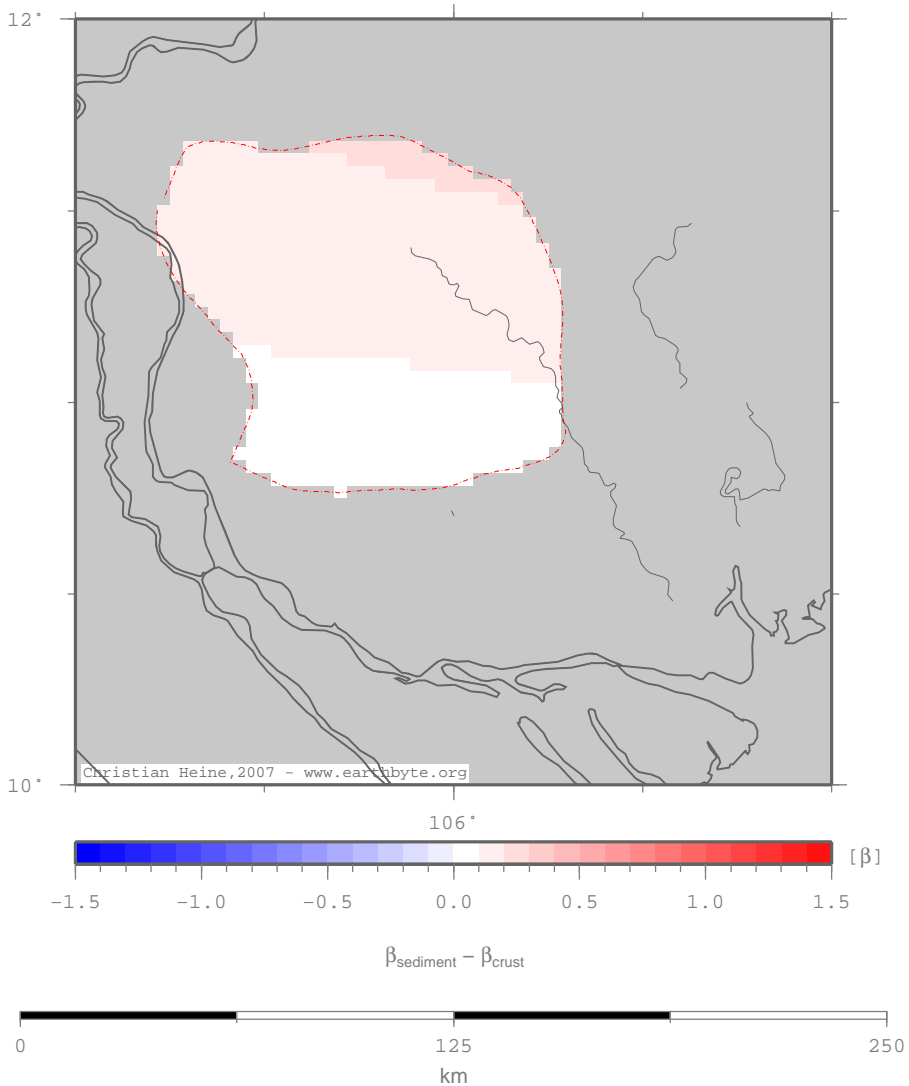 12°
10°
Christian Heine,2007 - www.earthbyte.org
106°
[β]
-1.5 -1.0 -0.5 0.0 0.5 1.0 1.5
βsediment – βcrust
0 125 250
km